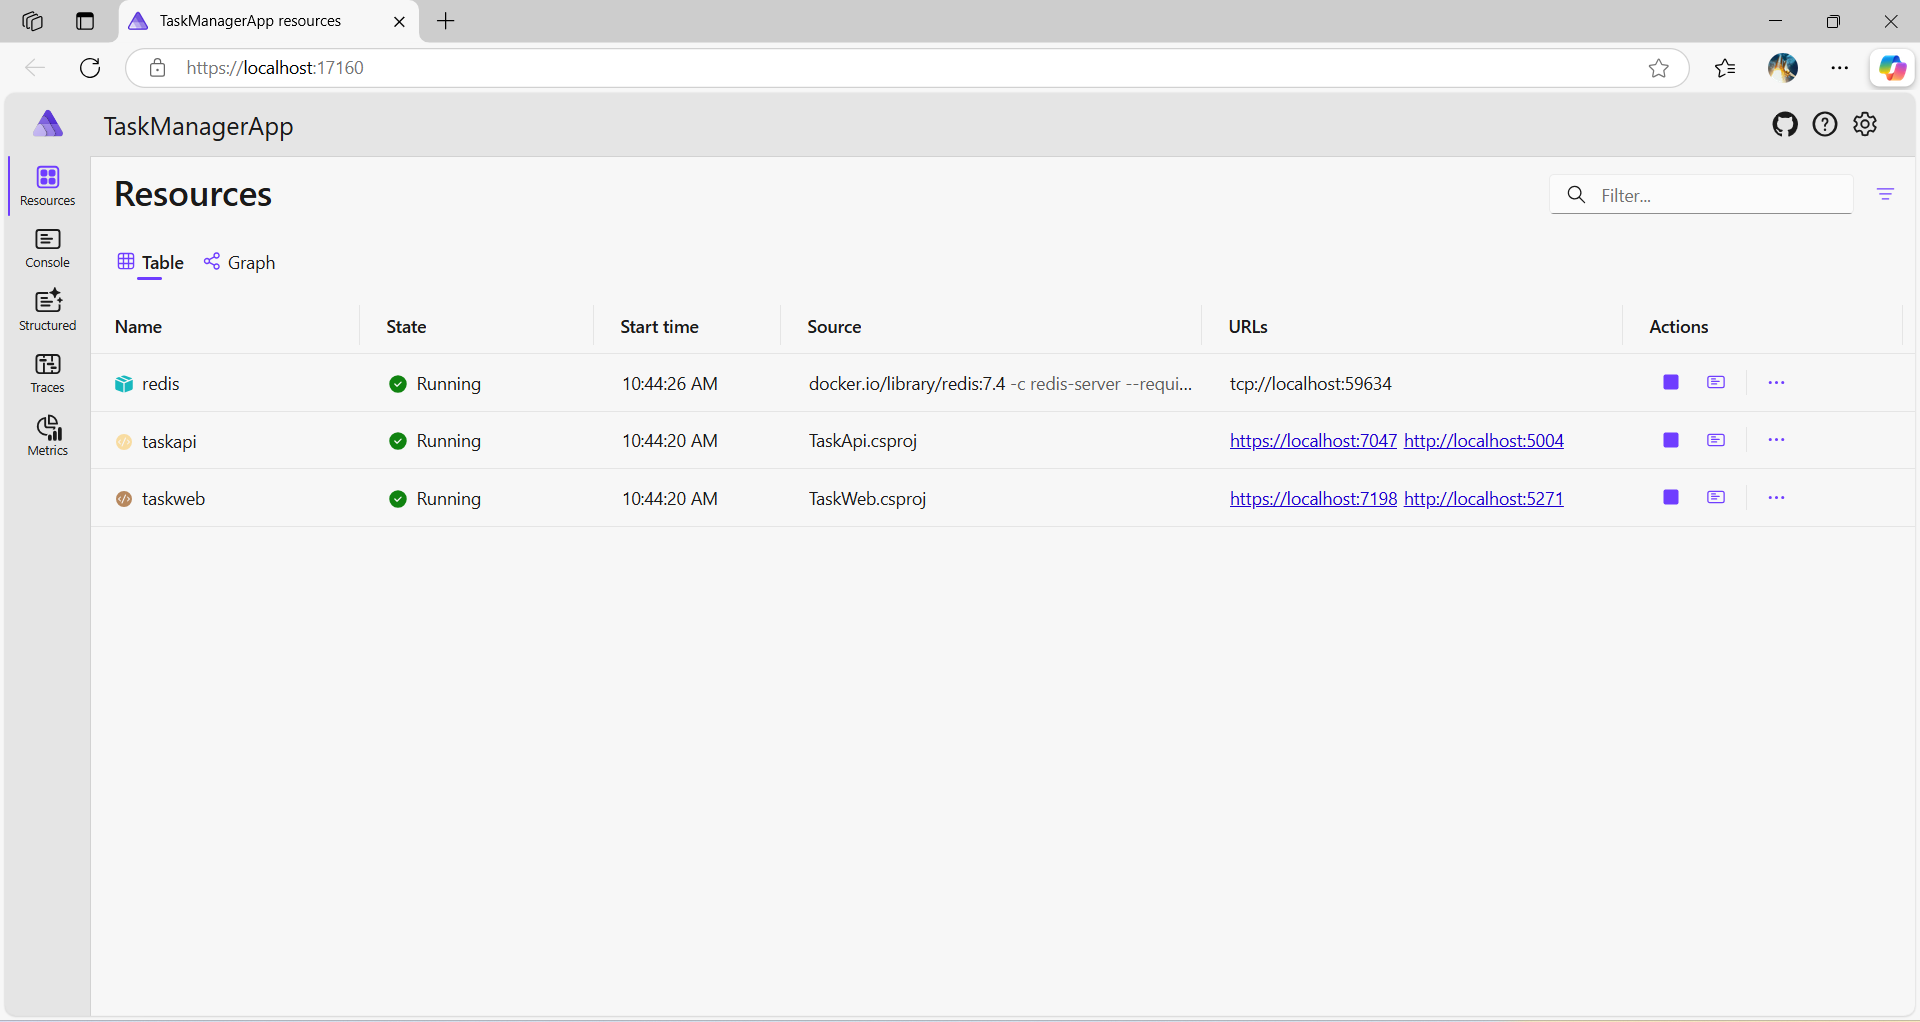 TaskManagerApp resources
https://localhost:17160
TaskManagerApp
Resources
Console
Structured
Traces
Metrics
Resources
Filter...
Table Graph
Name State Start time Source URLs Actions
redis Running 10:44:26 AM docker.io/library/redis:7.4 -c redis-server --requi... tcp://localhost:59634
taskapi Running 10:44:20 AM TaskApi.csproj https://localhost:7047 http://localhost:5004
taskweb Running 10:44:20 AM TaskWeb.csproj https://localhost:7198 http://localhost:5271